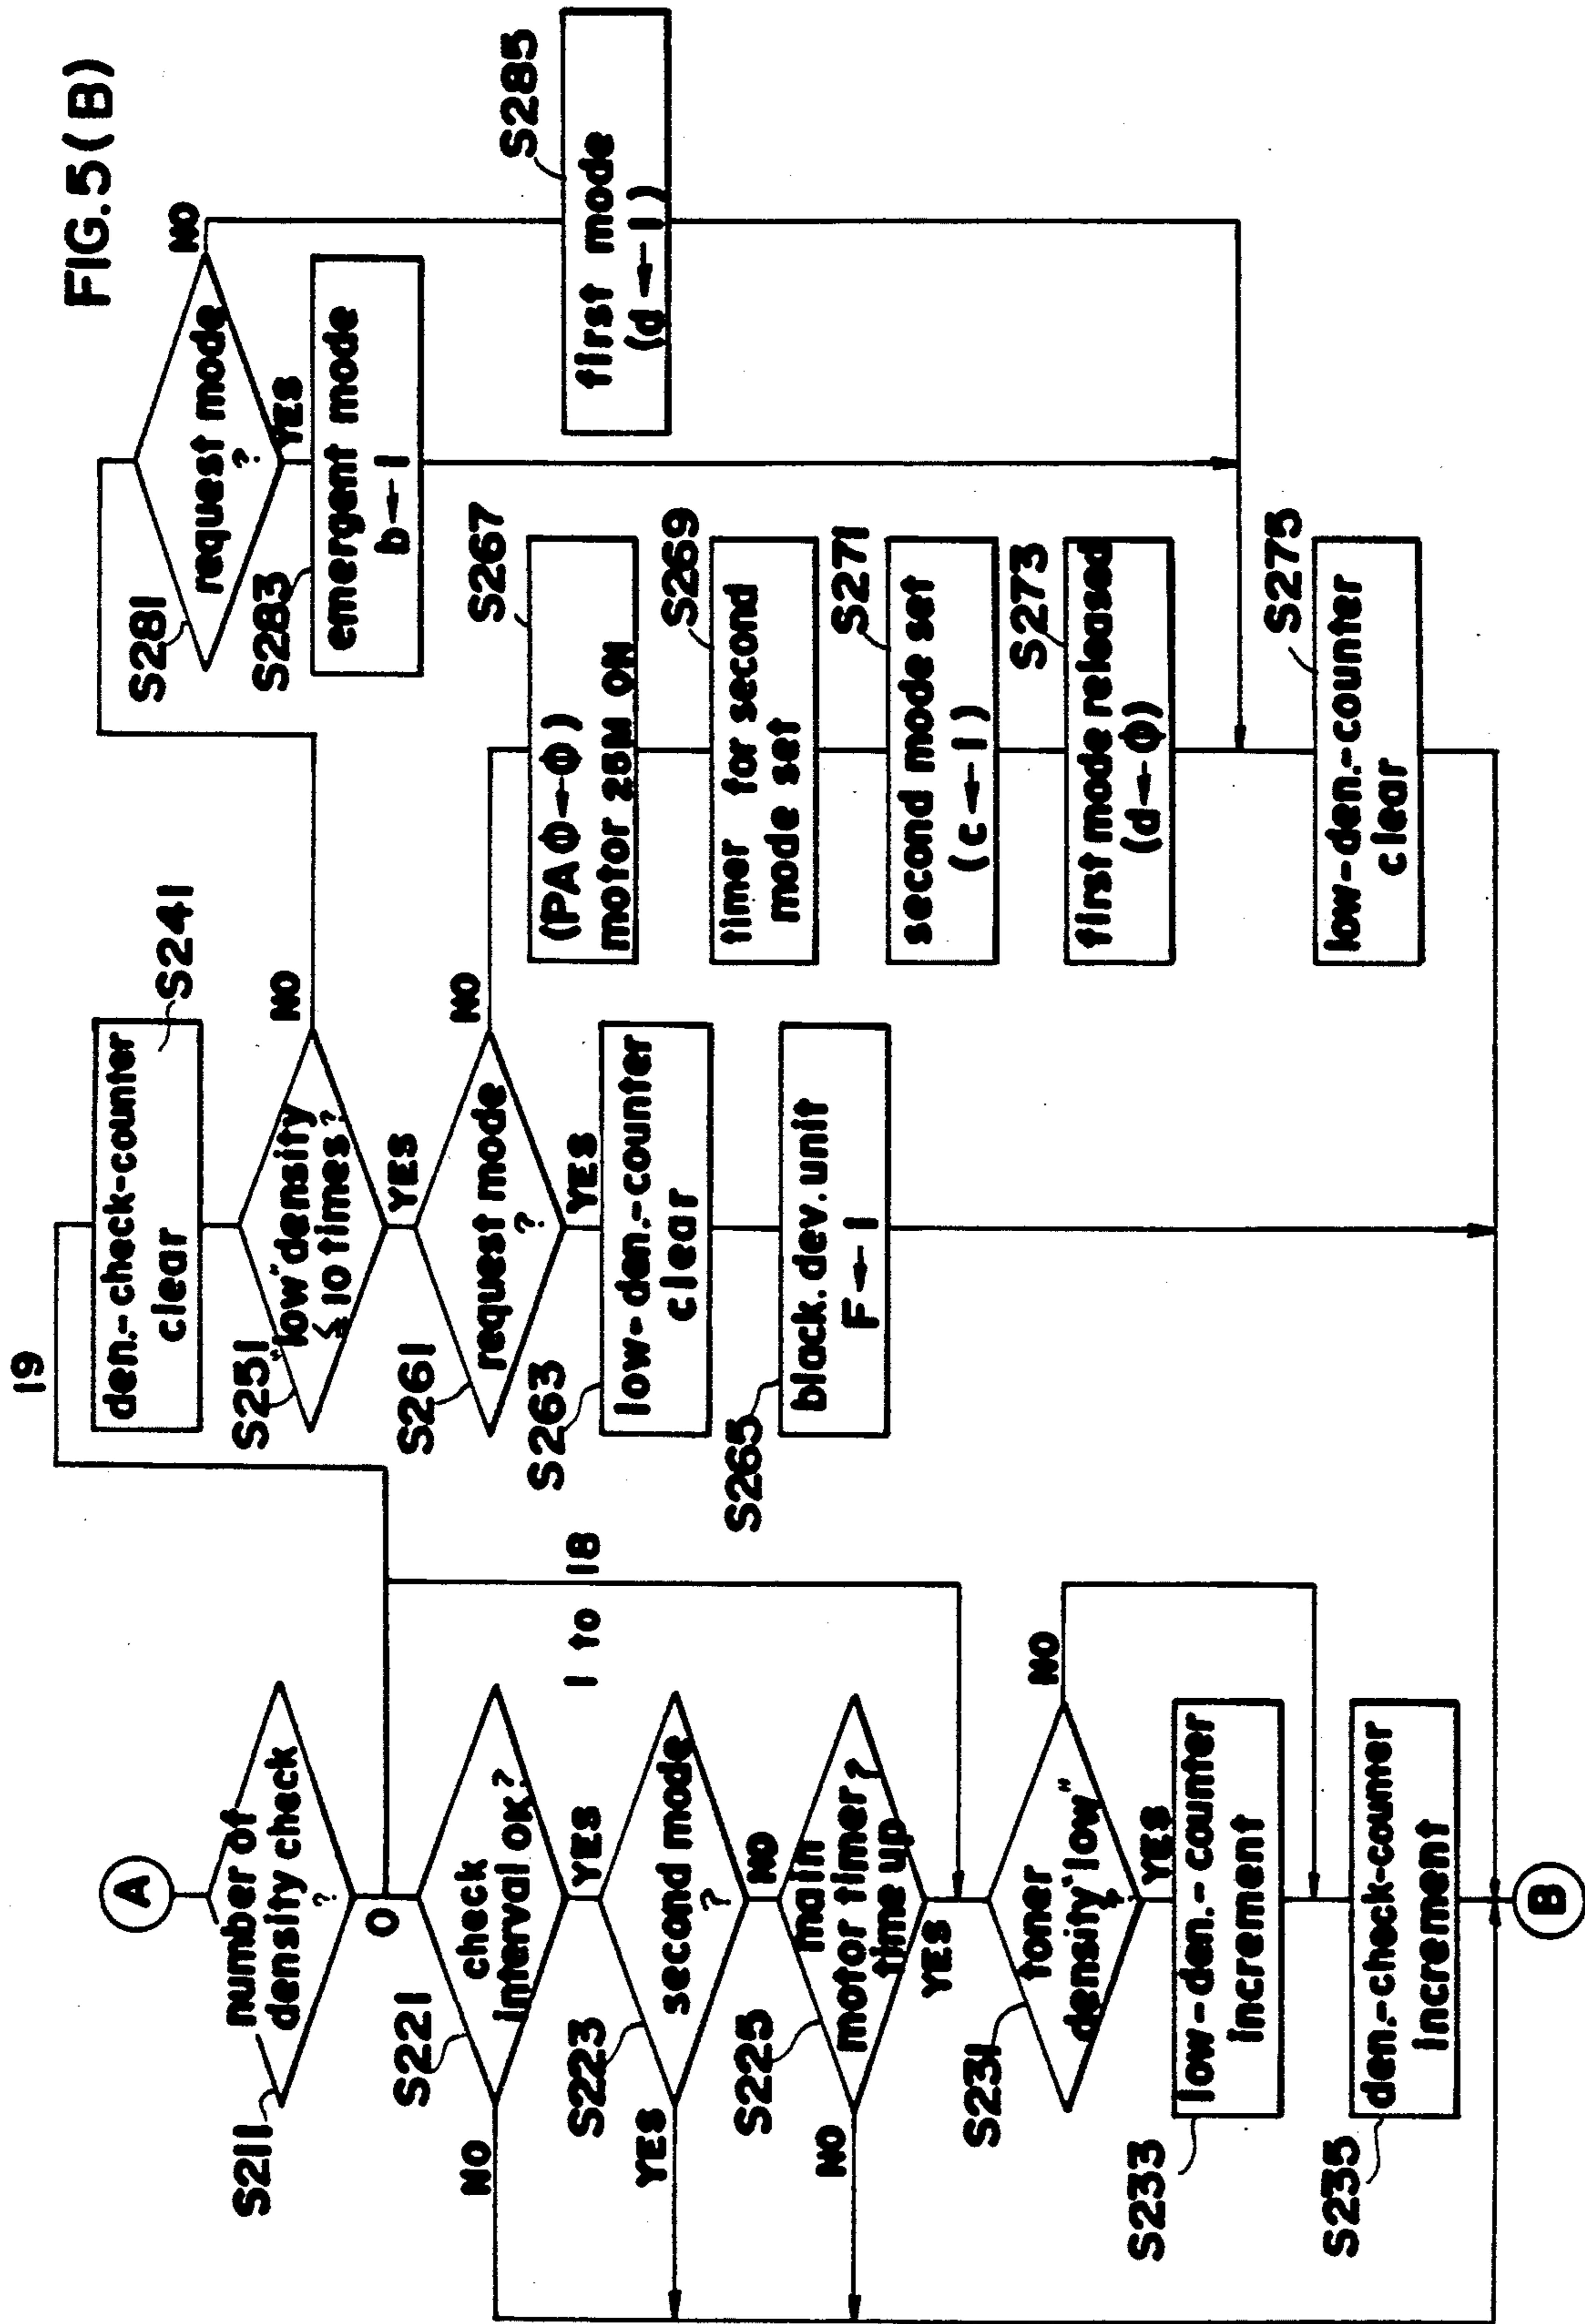 FIG.5(B)
A
S211
number of
density check
?
0
1 to 18
19
S221
check
interval OK?
NO
YES
S223
second mode
?
YES
NO
S225
main
motor timer
time up?
NO
YES
S231
toner
density "low"
?
NO
YES
S233
low-den.-counter
increment
S235
den.-check-counter
increment
B
S241
den.-check-counter
clear
S251
"low" density
≦ 10 times?
NO
YES
S261
request mode
?
NO
YES
S263
low-den.-counter
clear
S265
black. dev. unit
F←1
S267
(PAΦ←Φ)
motor 25M ON
S269
timer for second
mode set
S271
second mode set
(c←1)
S273
first mode released
(d←Φ)
S275
low-den.-counter
clear
S281
request mode
?
NO
YES
S283
emergent mode
b←1
S285
first mode
(d←1)